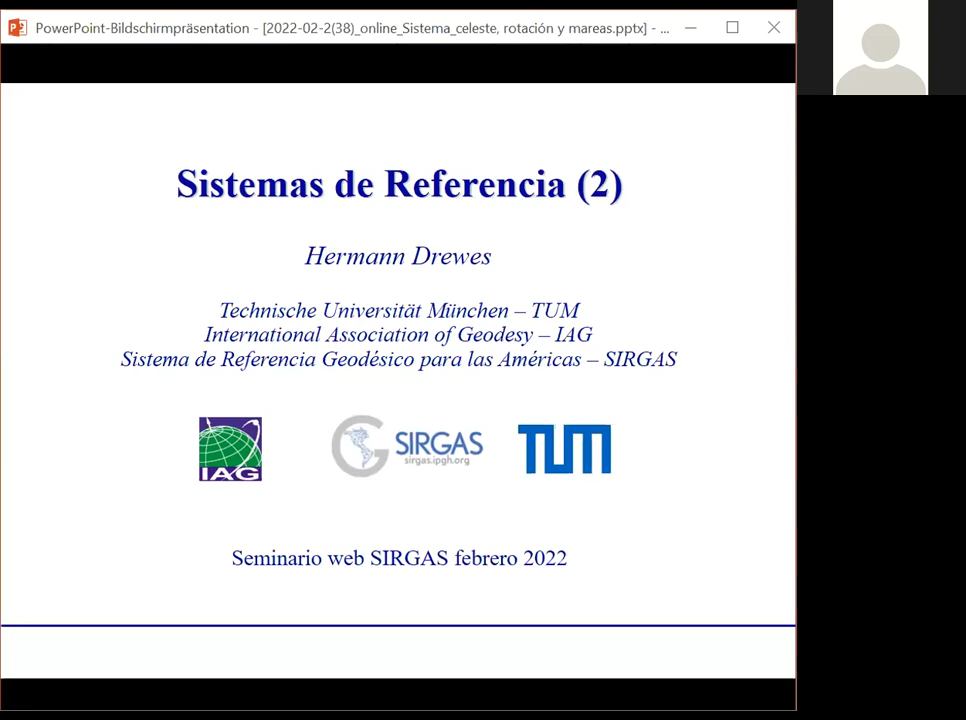 PowerPoint-Bildschirmpräsentation - [2022-02-2(38)_online_Sistema_celeste, rotación y mareas.pptx] - ...
Sistemas de Referencia (2)
Hermann Drewes
Technische Universität München – TUM
International Association of Geodesy – IAG
Sistema de Referencia Geodésico para las Américas – SIRGAS
IAG
SIRGAS
sirgas.ipgh.org
TUM
Seminario web SIRGAS febrero 2022